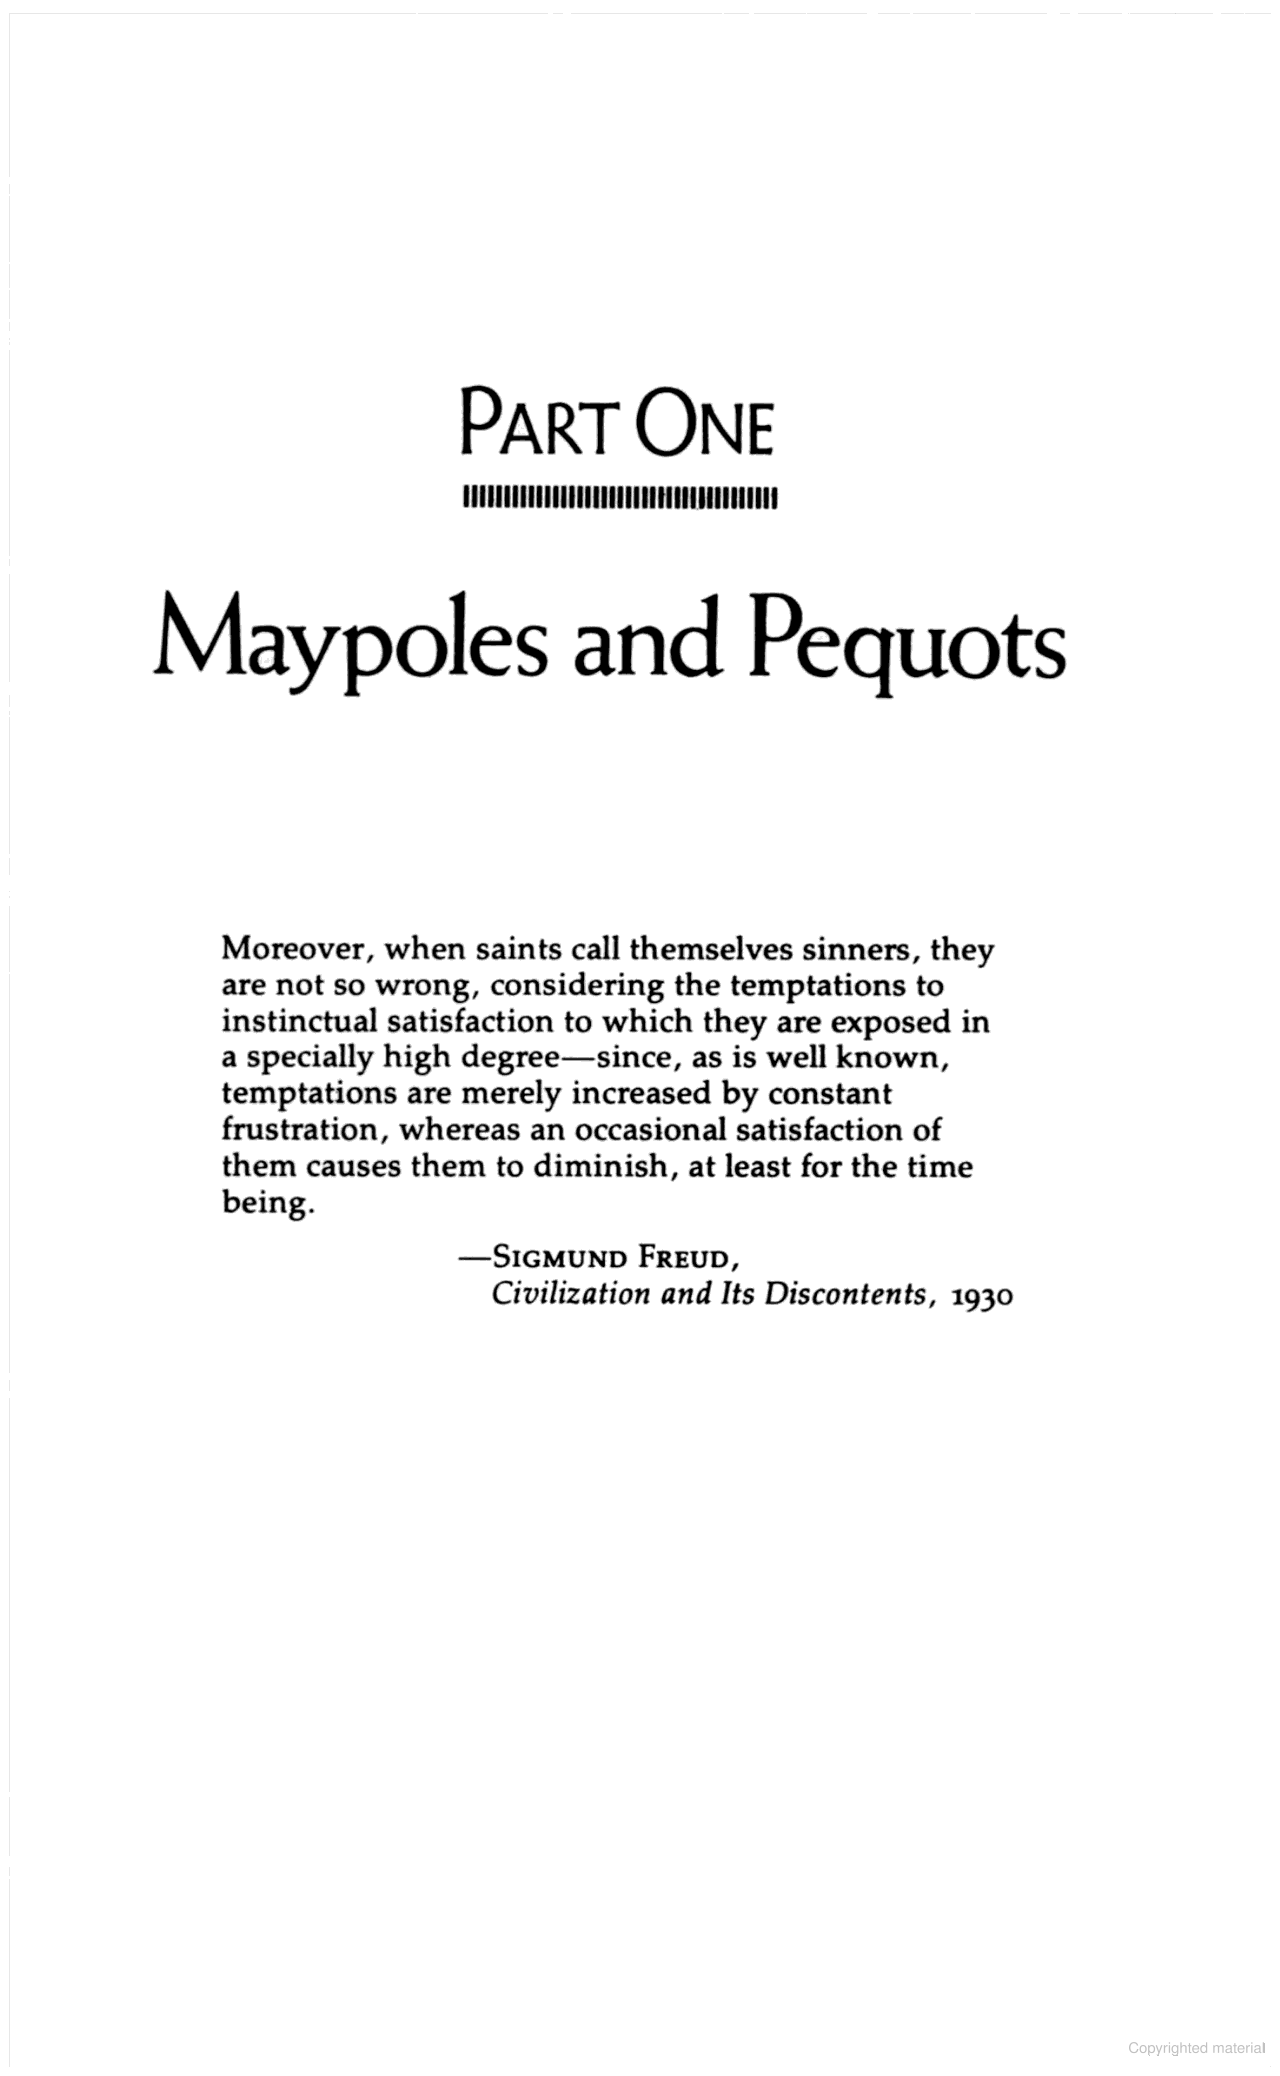 PART ONE
Maypoles and Pequots
Moreover, when saints call themselves sinners, they
are not so wrong, considering the temptations to
instinctual satisfaction to which they are exposed in
a specially high degree—since, as is well known,
temptations are merely increased by constant
frustration, whereas an occasional satisfaction of
them causes them to diminish, at least for the time
being.
—SIGMUND FREUD,
Civilization and Its Discontents, 1930
Copyrighted material